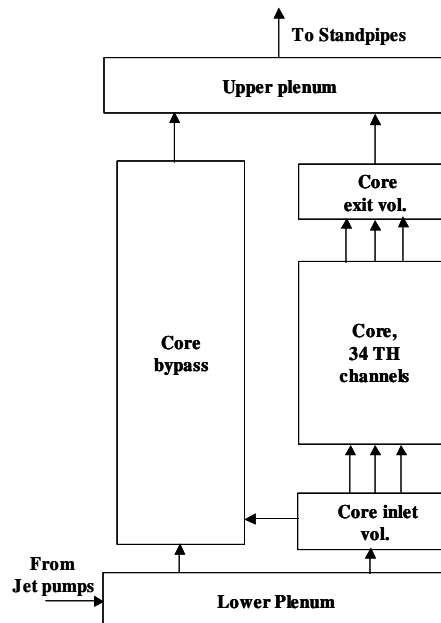 To Standpipes
Upper plenum
Core
exit vol.
Core
bypass
Core,
34 TH
channels
Core inlet
vol.
From
Jet pumps
Lower Plenum